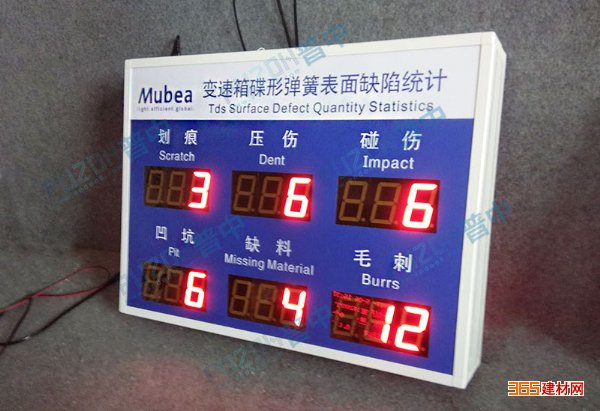 Mubea
light.efficient.global.
变速箱碟形弹簧表面缺陷统计
Tds Surface Defect Quantity Statistics
划痕 压伤 碰伤
Scratch Dent Impact
3 6 6
凹坑 缺料 毛刺
Pit Missing Material Burrs
6 4 12
365建材网